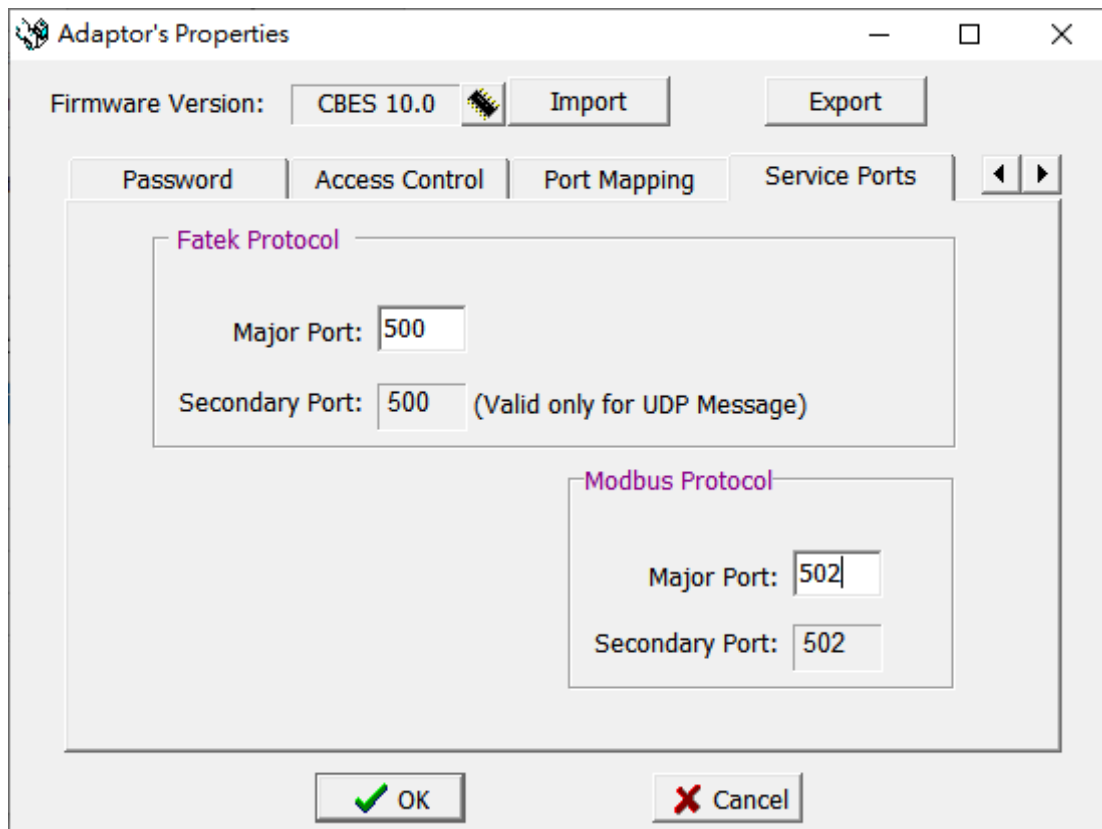 Adaptor's Properties
Firmware Version: CBES 10.0 Import Export
Password Access Control Port Mapping Service Ports
Fatek Protocol
Major Port: 500
Secondary Port: 500 (Valid only for UDP Message)
Modbus Protocol
Major Port: 502
Secondary Port: 502
OK Cancel